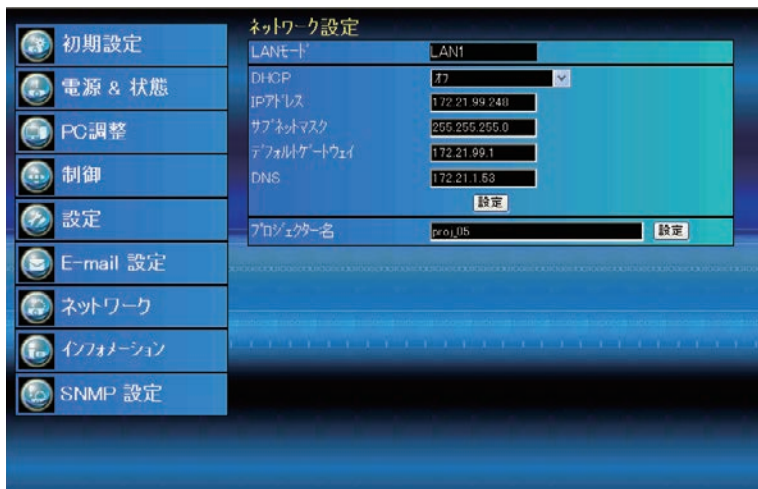 初期設定
電源 & 状態
PC調整
制御
設定
E-mail 設定
ネットワーク
インフォメーション
SNMP 設定
ネットワーク設定
LANモード LAN1
DHCP オフ
IPアドレス 172.21.99.248
サブネットマスク 255.255.255.0
デフォルトゲートウェイ 172.21.99.1
DNS 172.21.1.53
設定
プロジェクター名 proj_05 設定